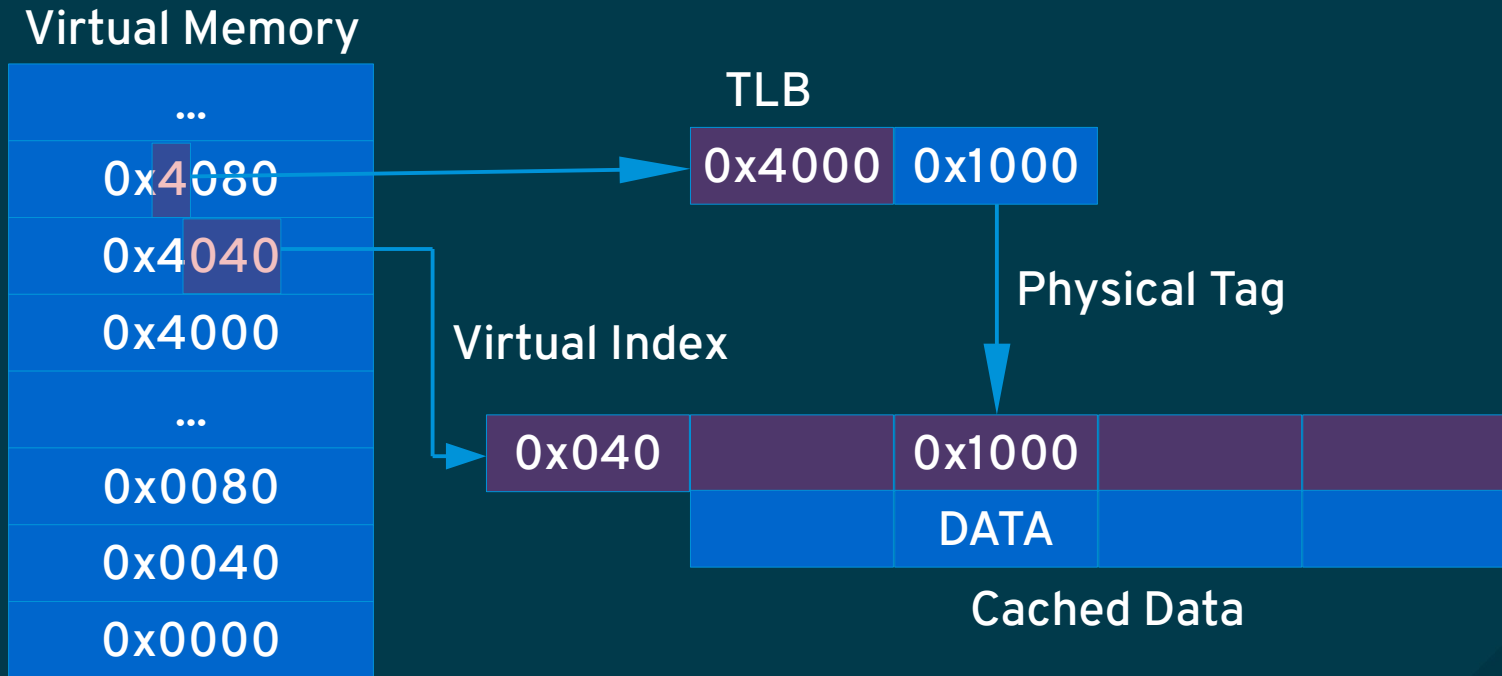 Virtual Memory
...
0x4080
0x4040
0x4000
...
0x0080
0x0040
0x0000
TLB
0x4000 0x1000
Physical Tag
Virtual Index
0x040 0x1000
DATA
Cached Data